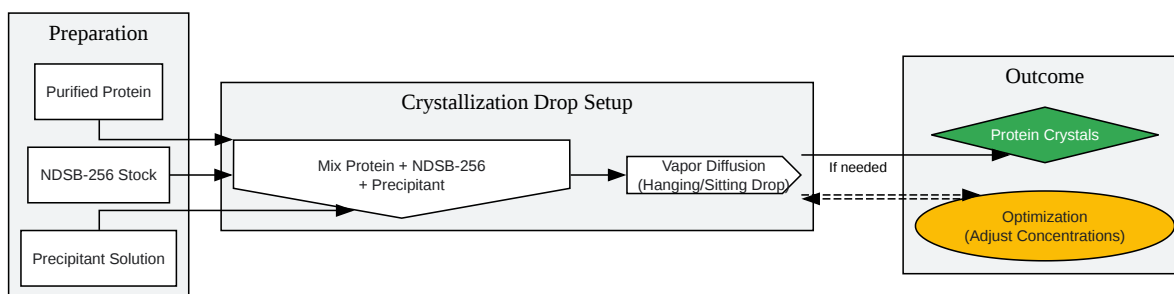 Preparation
Purified Protein
NDSB-256 Stock
Precipitant Solution
Crystallization Drop Setup
Mix Protein + NDSB-256
+ Precipitant
Vapor Diffusion
(Hanging/Sitting Drop)
If needed
Outcome
Protein Crystals
Optimization
(Adjust Concentrations)